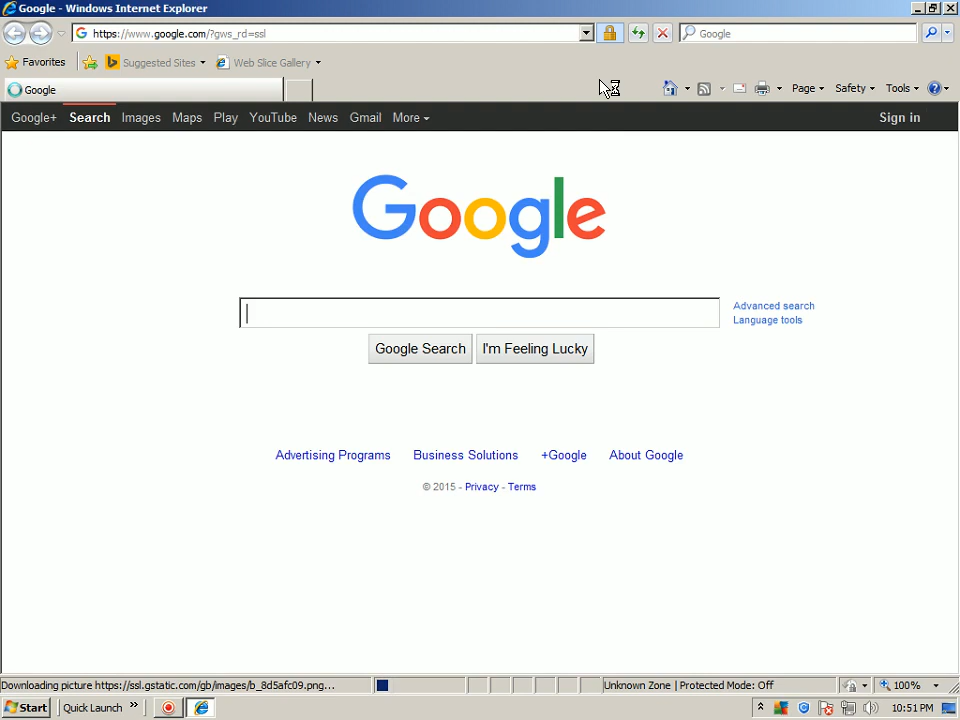 Google - Windows Internet Explorer
https://www.google.com/?gws_rd=ssl
Google
Favorites
Suggested Sites
Web Slice Gallery
Google
Page
Safety
Tools
Google+ Search Images Maps Play YouTube News Gmail More
Sign in
Google
Advanced search
Language tools
Google Search
I'm Feeling Lucky
Advertising Programs Business Solutions +Google About Google
© 2015 - Privacy - Terms
Downloading picture https://ssl.gstatic.com/gb/images/b_8d5afc09.png...
Unknown Zone | Protected Mode: Off
100%
Start
Quick Launch
10:51 PM